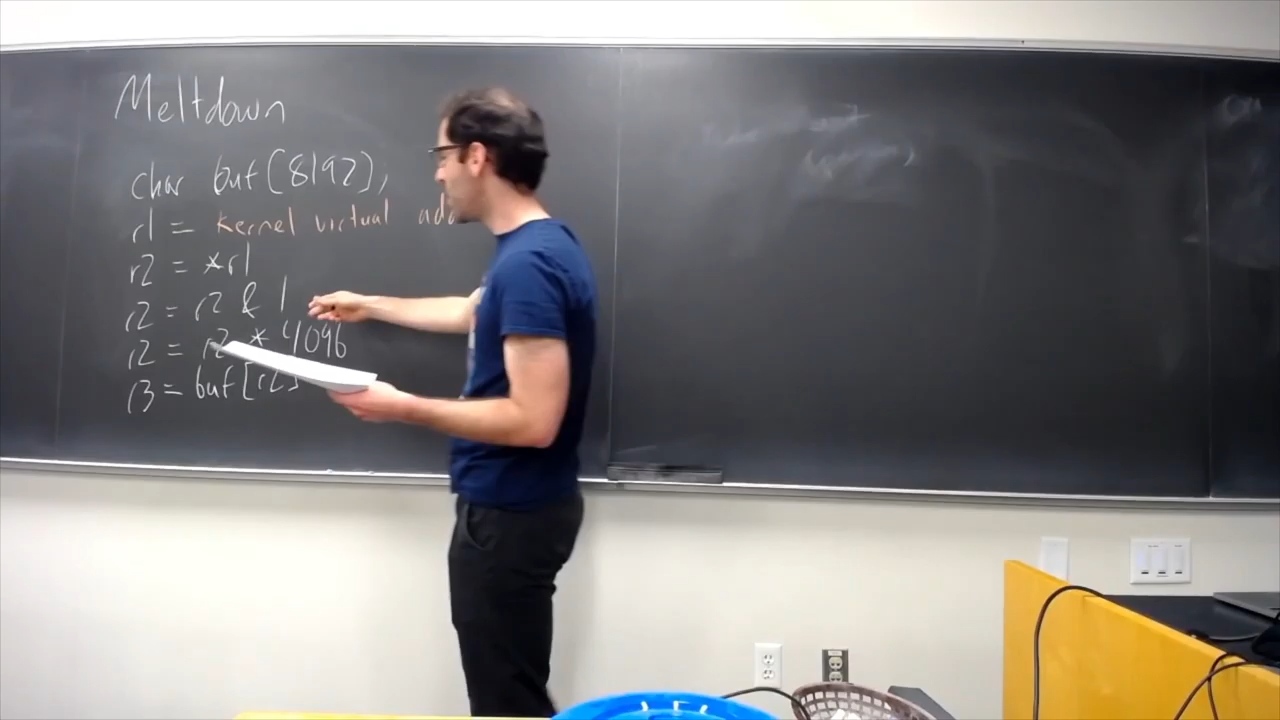 Meltdown
char buf[8192];
r1 = kernel virtual
r2 = *r1
r2 = r2 & 1
r2 = r2 * 4096
r3 = buf[r2]